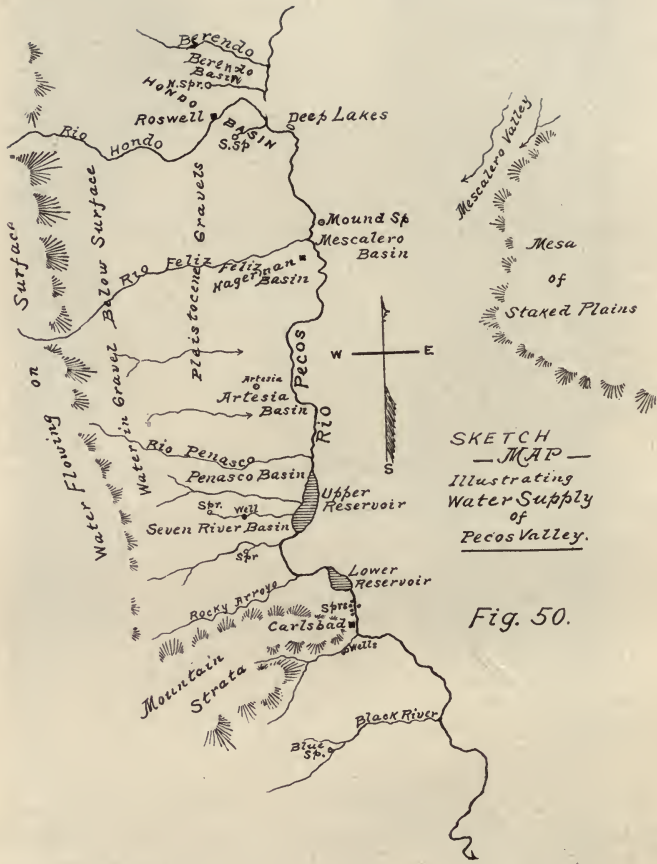 Berendo
Berendo
Basin
N. Spr.
HONDO
BASIN
Roswell
S. Sp
Deep Lakes
Rio Hondo
Mescalero Valley
Mound Sp
Mescalero
Basin
Mesa
of
Staked Plains
Rio Feliz
Feliz
Basin
Hagerman
Water Flowing on Surface
Water in Gravel Below Surface
Pleistocene Gravels
W
E
S
Rio Pecos
Artesia
Artesia
Basin
Rio Penasco
Penasco Basin
Upper
Reservoir
Spr.
Well
Seven River Basin
Spr
Lower
Reservoir
Rocky Arroyo
Sprs
Carlsbad
Wells
Mountain
Strata
Black River
Blue
Sp.
SKETCH
— MAP —
Illustrating
Water Supply
of
Pecos Valley.
Fig. 50.